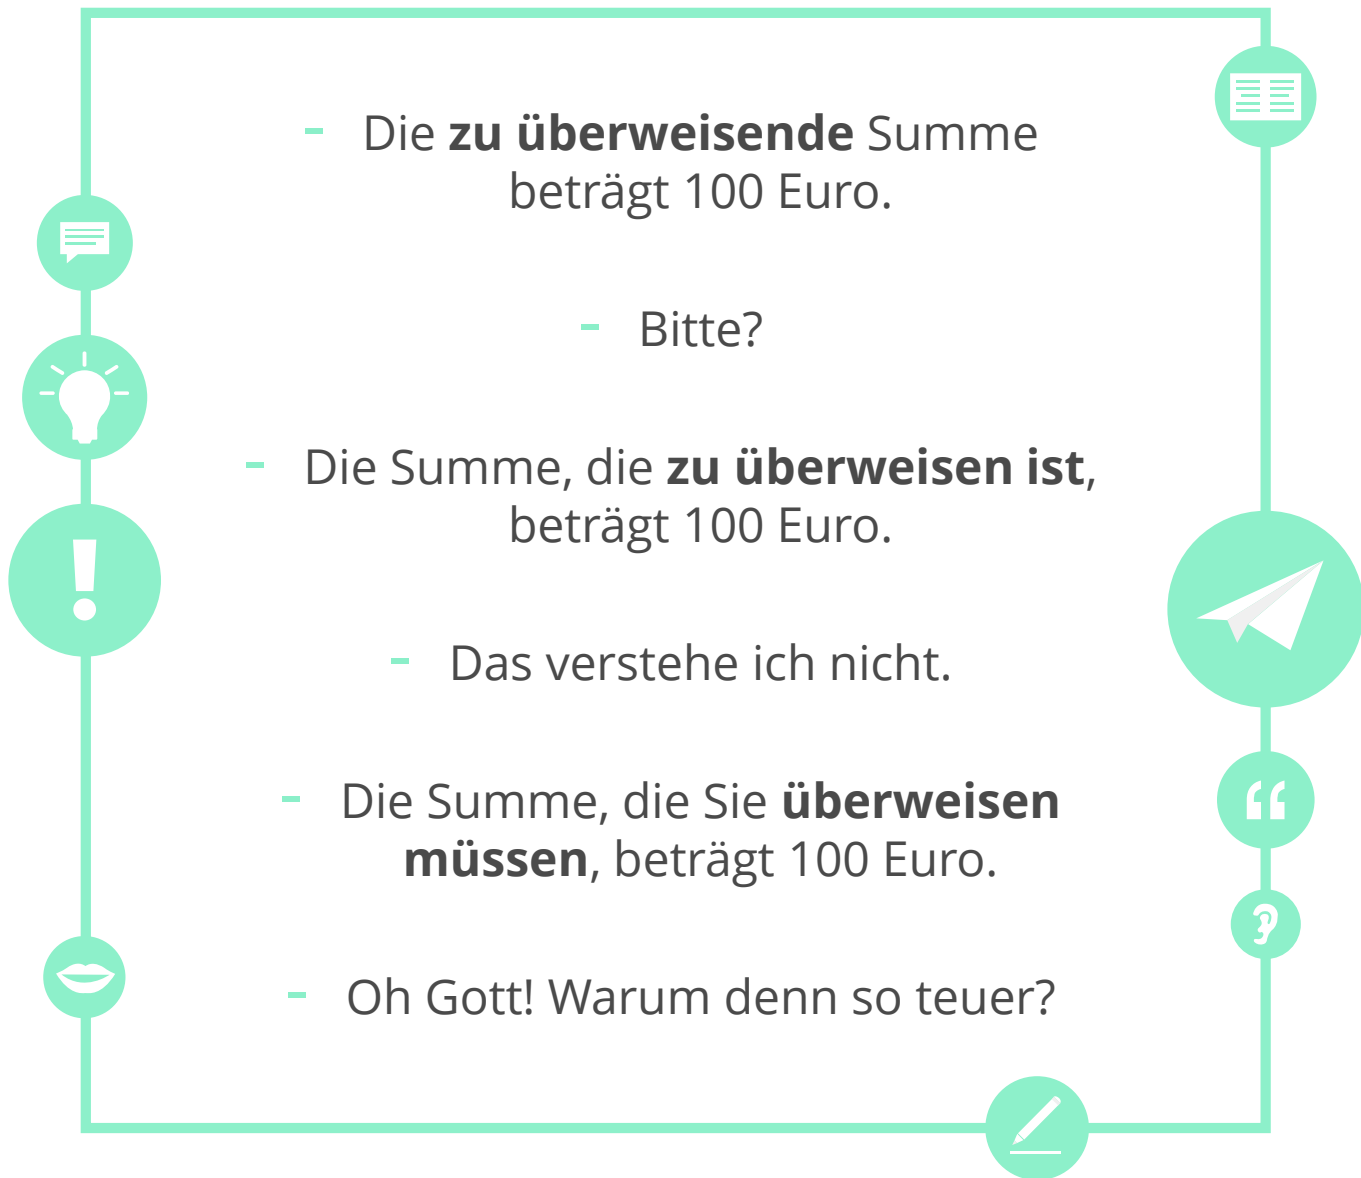 - Die zu überweisende Summe
beträgt 100 Euro.
- Bitte?
- Die Summe, die zu überweisen ist,
beträgt 100 Euro.
- Das verstehe ich nicht.
- Die Summe, die Sie überweisen
müssen, beträgt 100 Euro.
- Oh Gott! Warum denn so teuer?